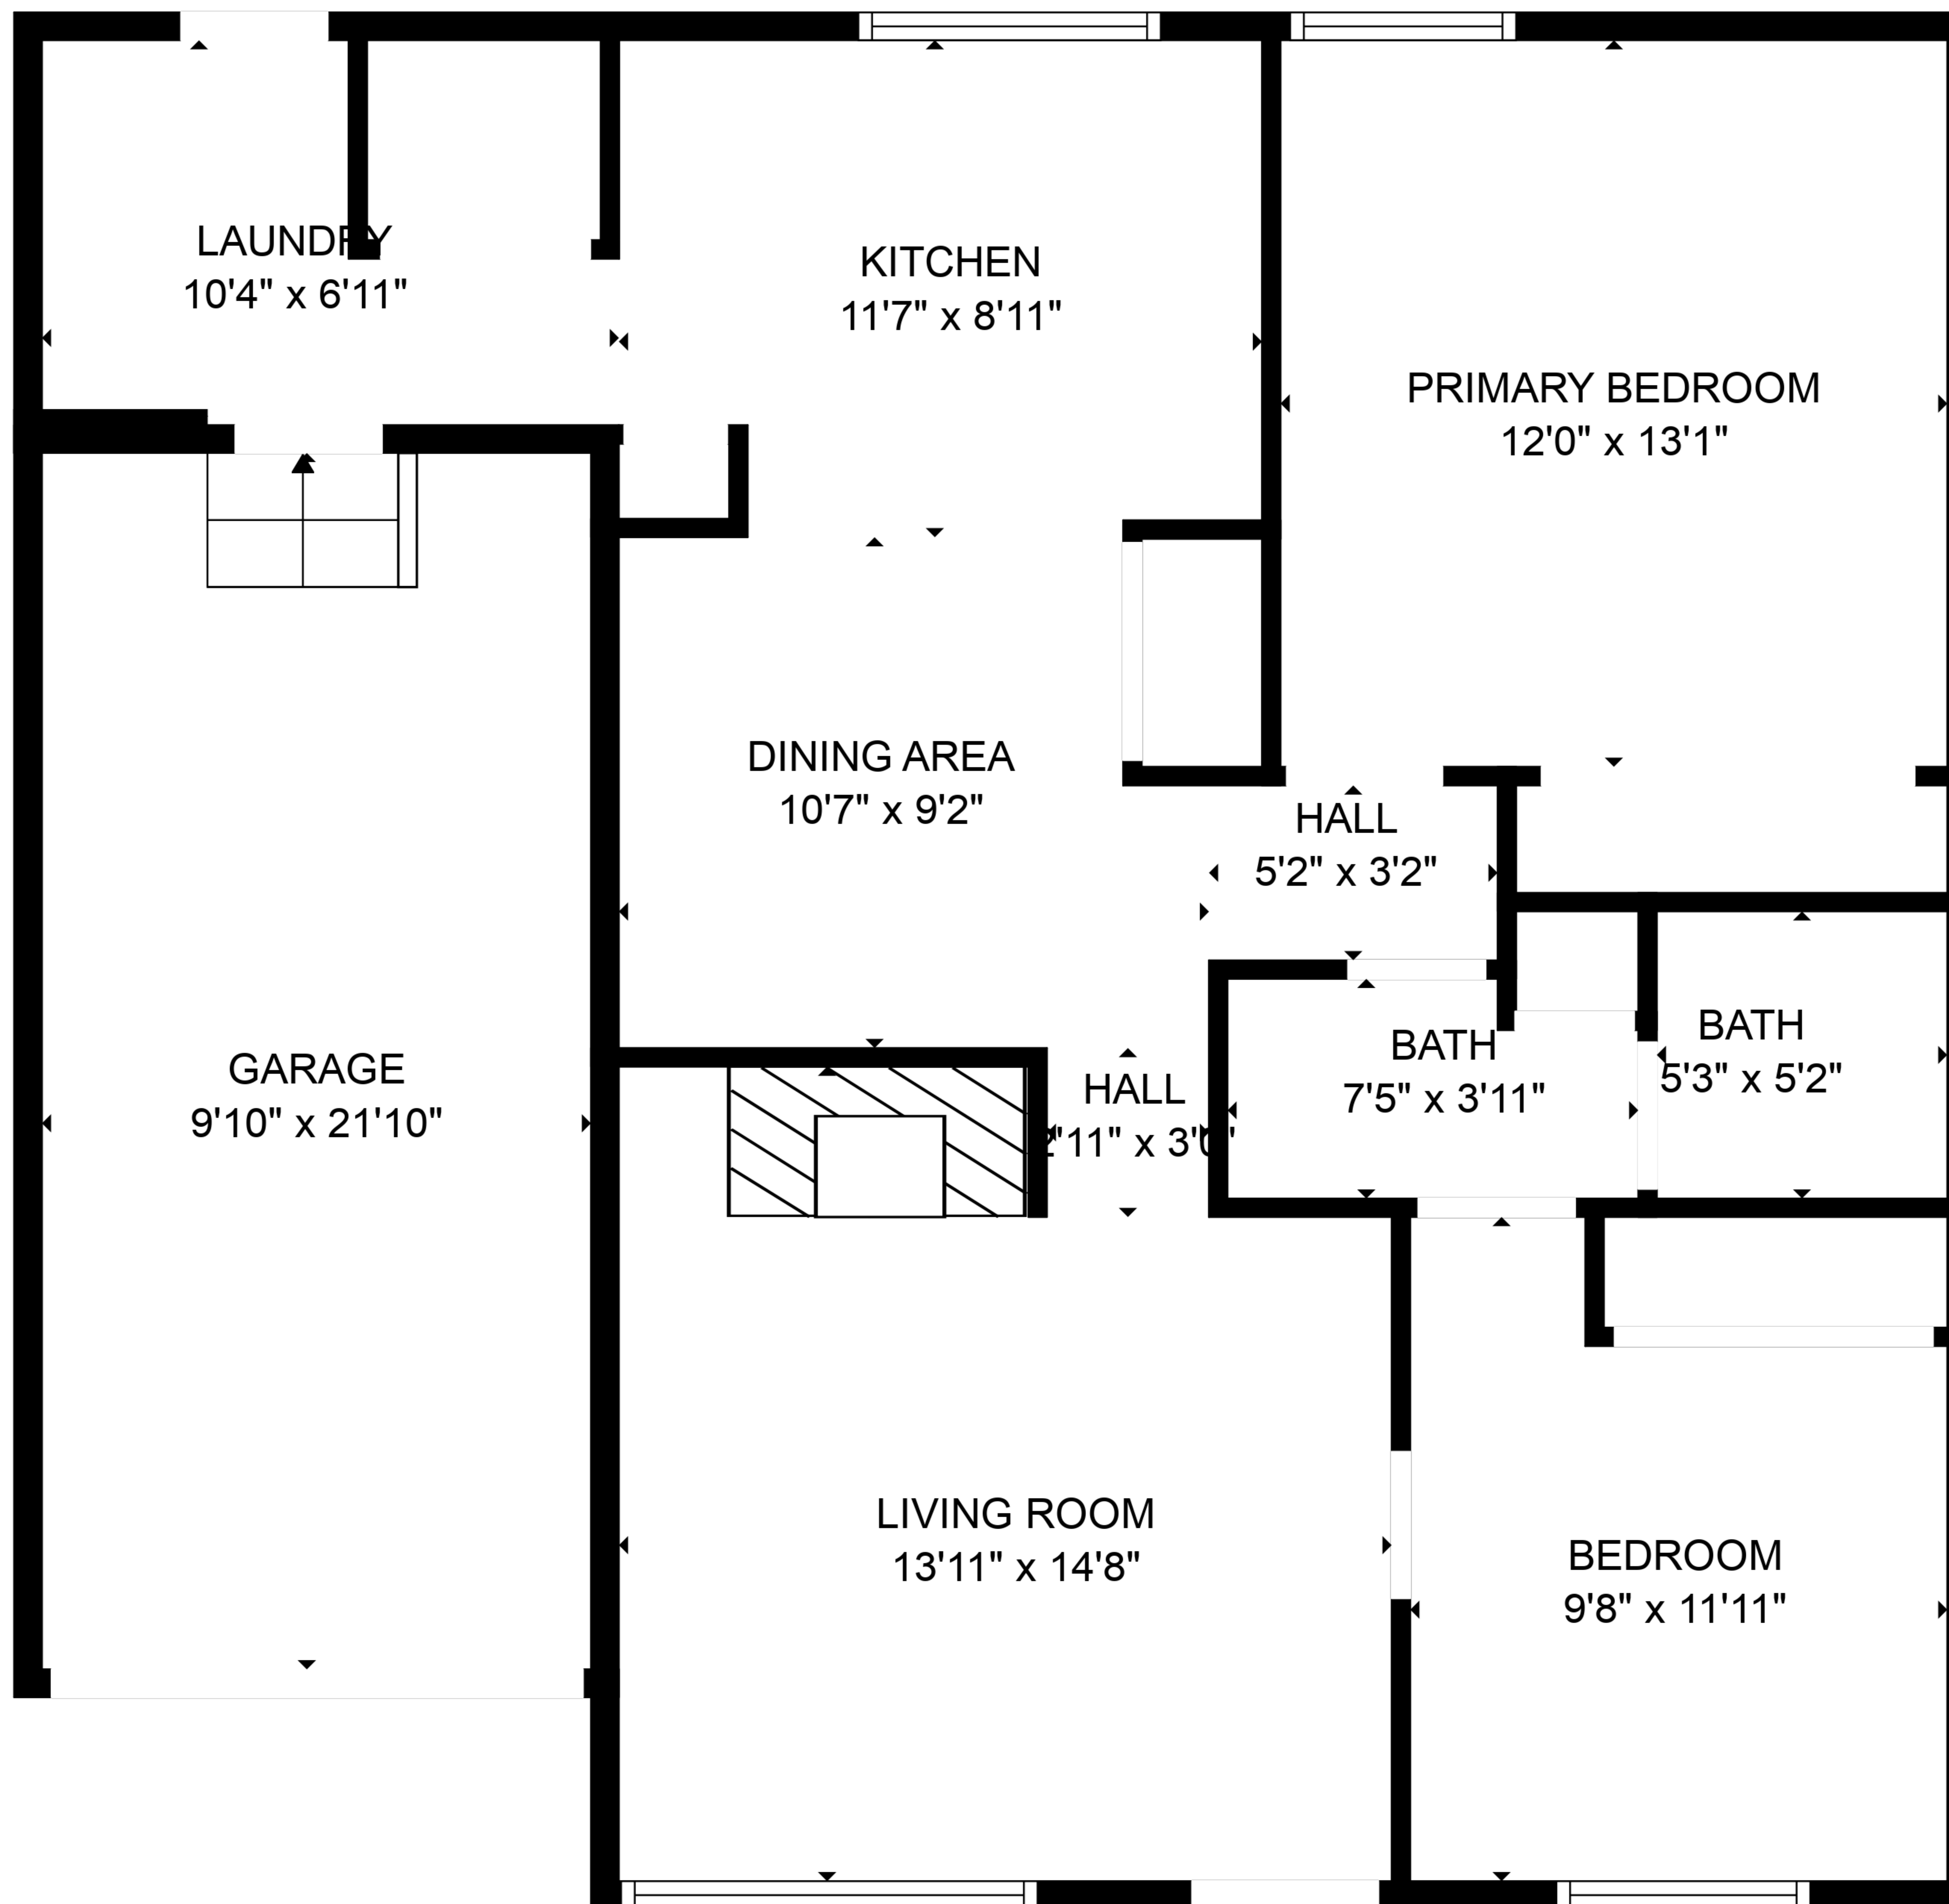 LAUNDRY
10'4" x 6'11"
KITCHEN
11'7" x 8'11"
PRIMARY BEDROOM
12'0" x 13'1"
DINING AREA
10'7" x 9'2"
HALL
5'2" x 3'2"
GARAGE
9'10" x 21'10"
HALL
x
BATH
7'5" x 3'11"
BATH
5'3" x 5'2"
LIVING ROOM
13'11" x 14'8"
BEDROOM
9'8" x 11'11"